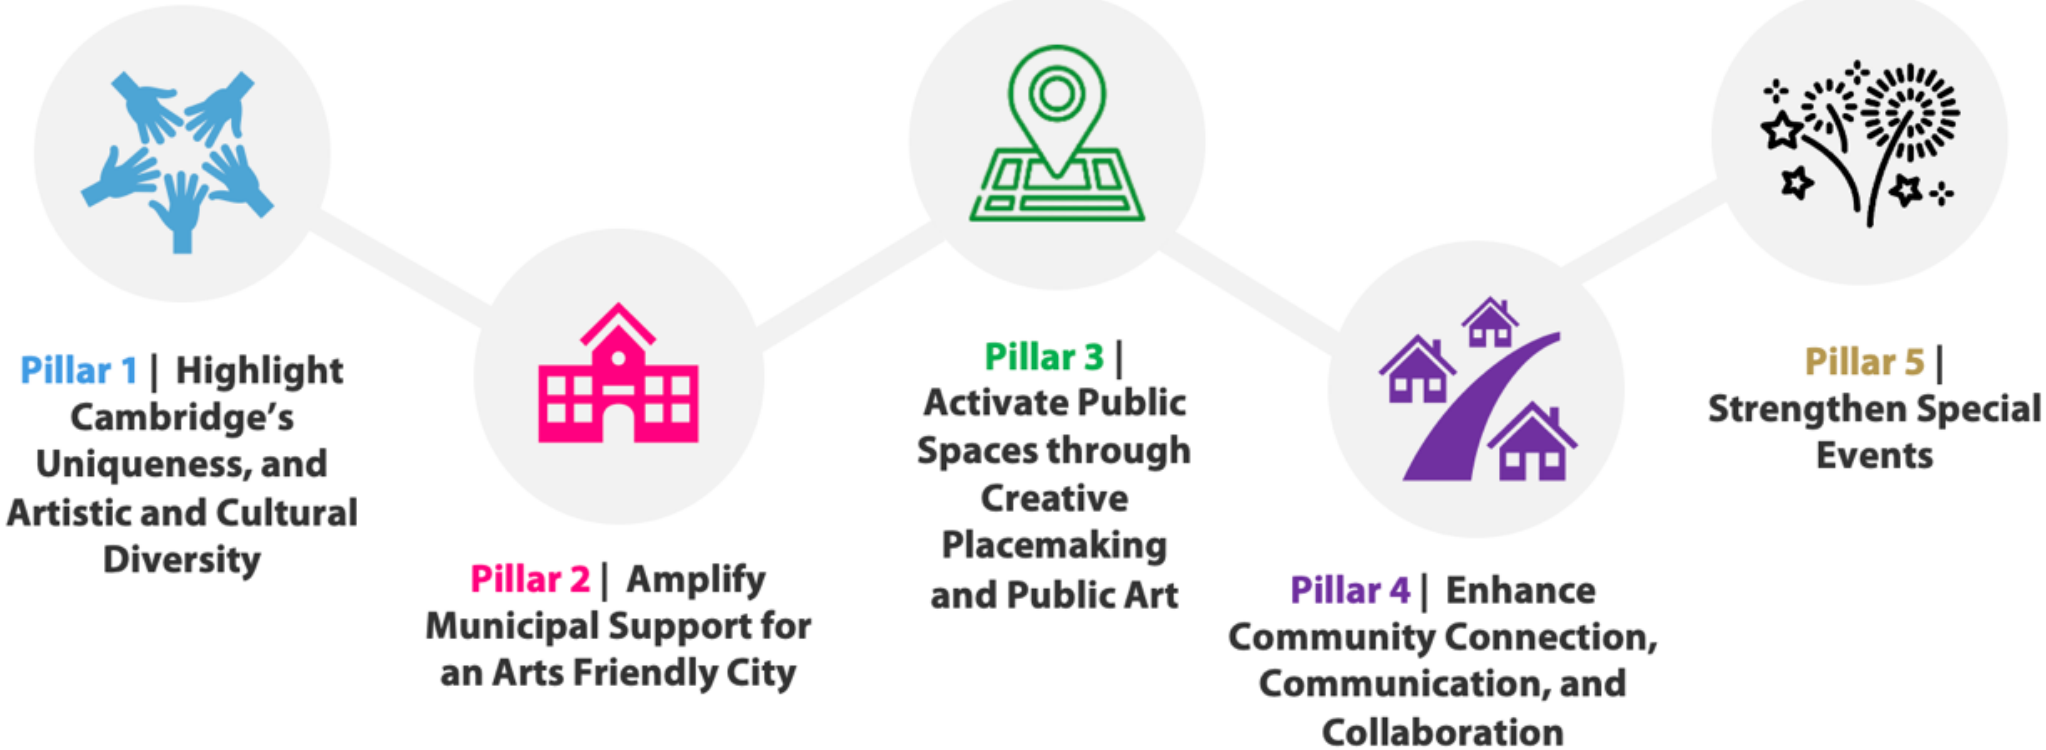 Pillar 1 | Highlight
Cambridge’s
Uniqueness, and
Artistic and Cultural
Diversity
Pillar 2 | Amplify
Municipal Support for
an Arts Friendly City
Pillar 3 |
Activate Public
Spaces through
Creative
Placemaking
and Public Art
Pillar 4 | Enhance
Community Connection,
Communication, and
Collaboration
Pillar 5 |
Strengthen Special
Events